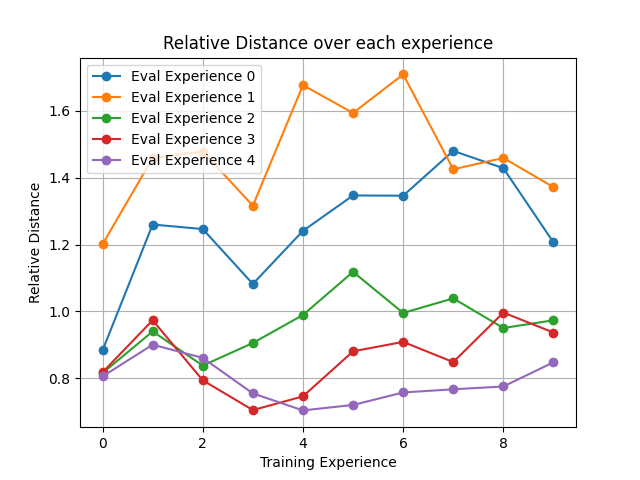 Relative Distance over each experience
Eval Experience 0
Eval Experience 1
Eval Experience 2
Eval Experience 3
Eval Experience 4
1.6
1.4
1.2
1.0
0.8
Relative Distance
0 2 4 6 8
Training Experience